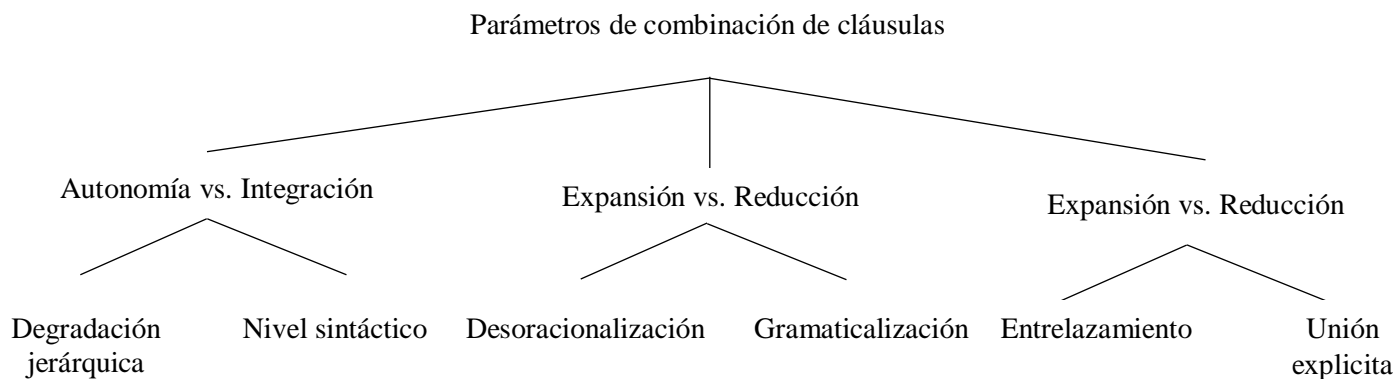 Parámetros de combinación de cláusulas
Autonomía vs. Integración
Expansión vs. Reducción
Expansión vs. Reducción
Degradación
jerárquica
Nivel sintáctico
Desoracionalización
Gramaticalización
Entrelazamiento
Unión
explicita